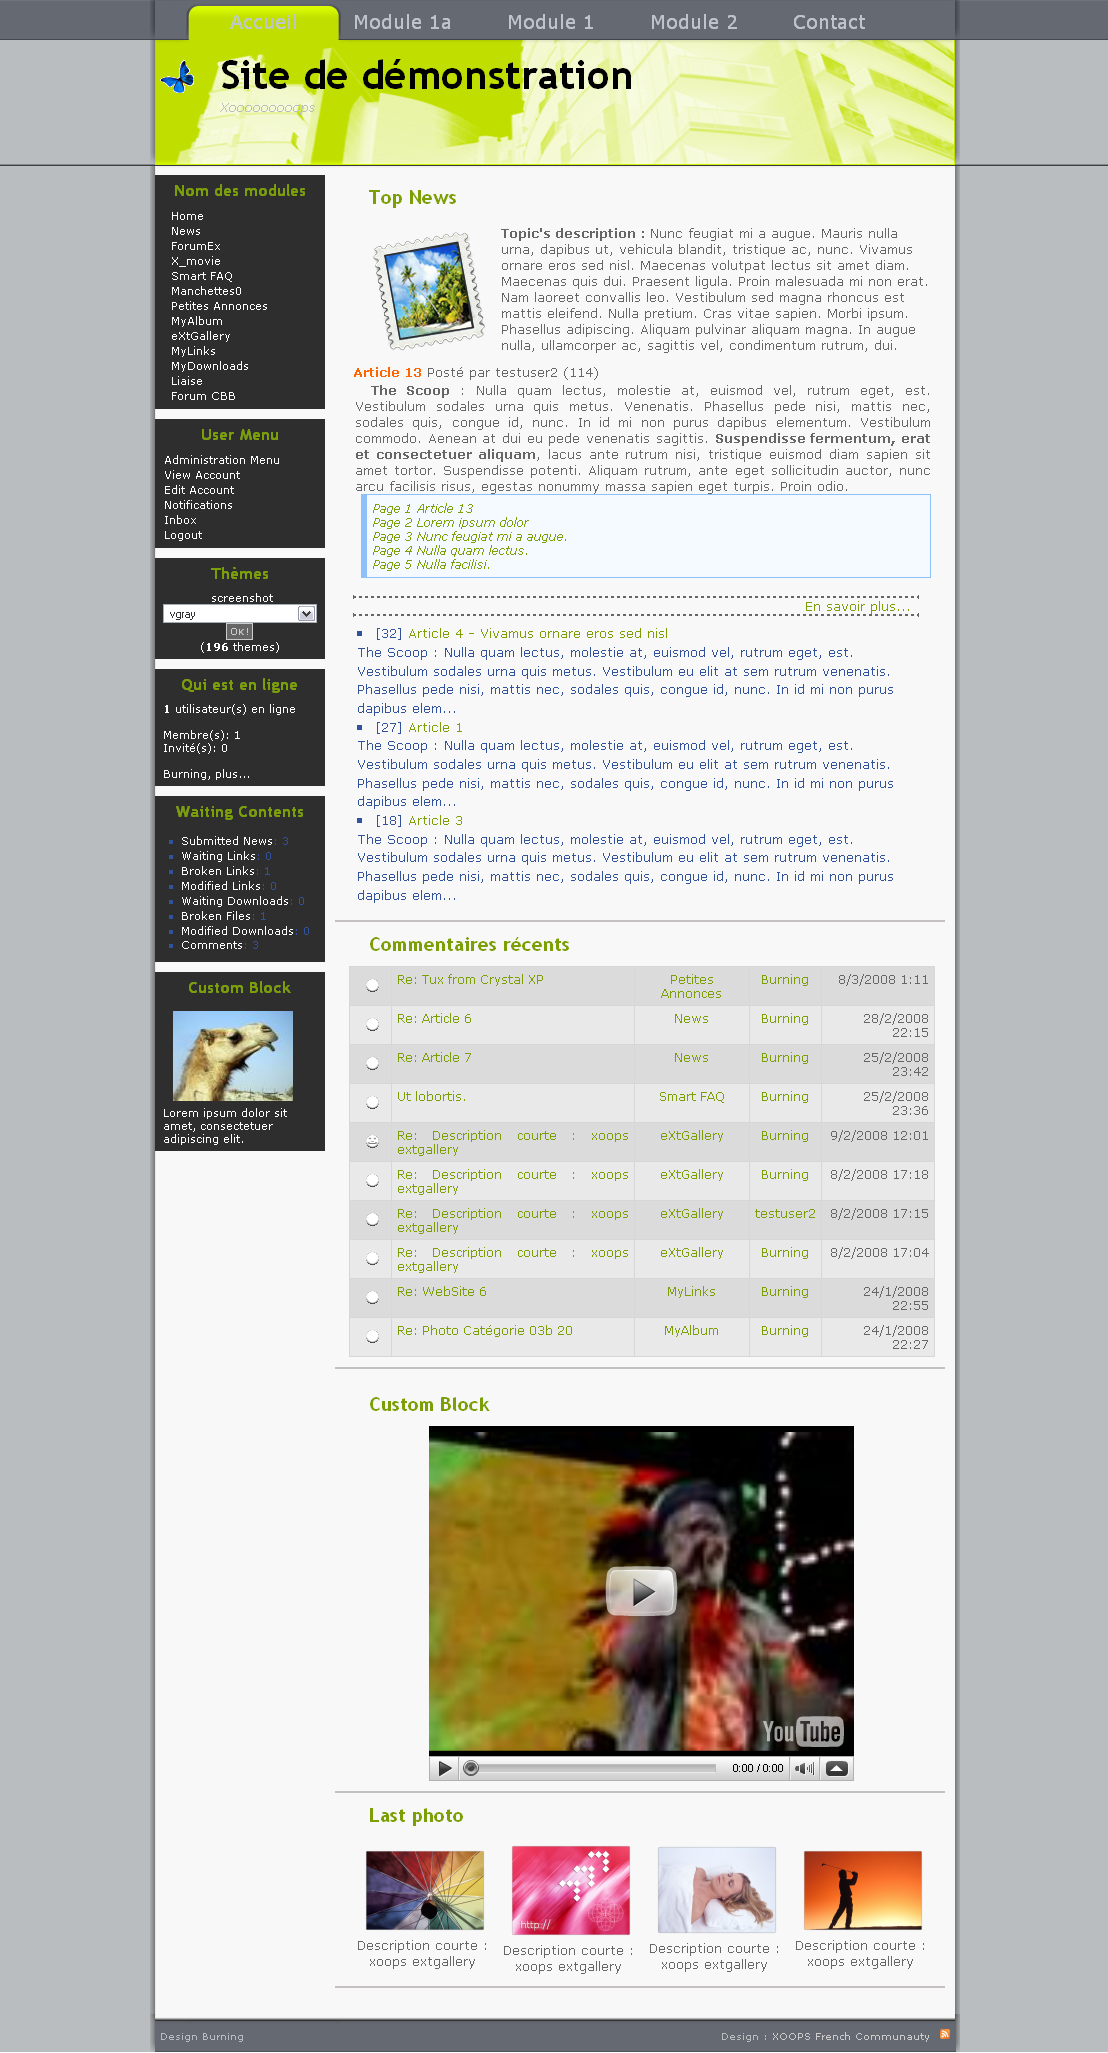 Accueil
Module 1a
Module 1
Module 2
Contact
Site de démonstration
Xooooooooops
Nom des modules
Home
News
ForumEx
X_movie
Smart FAQ
Manchettes0
Petites Annonces
MyAlbum
eXtGallery
MyLinks
MyDownloads
Liaise
Forum CBB
User Menu
Administration Menu
View Account
Edit Account
Notifications
Inbox
Logout
Thèmes
screenshot
vgray
OK!
(196 themes)
Qui est en ligne
1 utilisateur(s) en ligne
Membre(s): 1
Invité(s): 0
Burning, plus...
Waiting Contents
Submitted News: 3
Waiting Links: 0
Broken Links: 1
Modified Links: 0
Waiting Downloads: 0
Broken Files: 1
Modified Downloads: 0
Comments: 3
Custom Block
Lorem ipsum dolor sit
amet, consectetuer
adipiscing elit.
Top News
Topic's description : Nunc feugiat mi a augue. Mauris nulla
urna, dapibus ut, vehicula blandit, tristique ac, nunc. Vivamus
ornare eros sed nisl. Maecenas volutpat lectus sit amet diam.
Maecenas quis dui. Praesent ligula. Proin malesuada mi non erat.
Nam laoreet convallis leo. Vestibulum sed magna rhoncus est
mattis eleifend. Nulla pretium. Cras vitae sapien. Morbi ipsum.
Phasellus adipiscing. Aliquam pulvinar aliquam magna. In augue
nulla, ullamcorper ac, sagittis vel, condimentum rutrum, dui.
Article 13 Posté par testuser2 (114)
The Scoop : Nulla quam lectus, molestie at, euismod vel, rutrum eget, est.
Vestibulum sodales urna quis metus. Venenatis. Phasellus pede nisi, mattis nec,
sodales quis, congue id, nunc. In id mi non purus dapibus elementum. Vestibulum
commodo. Aenean at dui eu pede venenatis sagittis. Suspendisse fermentum, erat
et consectetuer aliquam, lacus ante rutrum nisi, tristique euismod diam sapien sit
amet tortor. Suspendisse potenti. Aliquam rutrum, ante eget sollicitudin auctor, nunc
arcu facilisis risus, egestas nonummy massa sapien eget turpis. Proin odio.
Page 1 Article 13
Page 2 Lorem ipsum dolor
Page 3 Nunc feugiat mi a augue.
Page 4 Nulla quam lectus.
Page 5 Nulla facilisi.
En savoir plus...
[32] Article 4 - Vivamus ornare eros sed nisl
The Scoop : Nulla quam lectus, molestie at, euismod vel, rutrum eget, est.
Vestibulum sodales urna quis metus. Vestibulum eu elit at sem rutrum venenatis.
Phasellus pede nisi, mattis nec, sodales quis, congue id, nunc. In id mi non purus
dapibus elem...
[27] Article 1
The Scoop : Nulla quam lectus, molestie at, euismod vel, rutrum eget, est.
Vestibulum sodales urna quis metus. Vestibulum eu elit at sem rutrum venenatis.
Phasellus pede nisi, mattis nec, sodales quis, congue id, nunc. In id mi non purus
dapibus elem...
[18] Article 3
The Scoop : Nulla quam lectus, molestie at, euismod vel, rutrum eget, est.
Vestibulum sodales urna quis metus. Vestibulum eu elit at sem rutrum venenatis.
Phasellus pede nisi, mattis nec, sodales quis, congue id, nunc. In id mi non purus
dapibus elem...
Commentaires récents
Re: Tux from Crystal XP
Petites
Annonces
Burning
8/3/2008 1:11
Re: Article 6
News
Burning
28/2/2008
22:15
Re: Article 7
News
Burning
25/2/2008
23:42
Ut lobortis.
Smart FAQ
Burning
25/2/2008
23:36
Re: Description courte : xoops
extgallery
eXtGallery
Burning
9/2/2008 12:01
Re: Description courte : xoops
extgallery
eXtGallery
Burning
8/2/2008 17:18
Re: Description courte : xoops
extgallery
eXtGallery
testuser2
8/2/2008 17:15
Re: Description courte : xoops
extgallery
eXtGallery
Burning
8/2/2008 17:04
Re: WebSite 6
MyLinks
Burning
24/1/2008
22:55
Re: Photo Catégorie 03b 20
MyAlbum
Burning
24/1/2008
22:27
Custom Block
YouTube
0:00 / 0:00
Last photo
http://
Description courte :
xoops extgallery
Description courte :
xoops extgallery
Description courte :
xoops extgallery
Description courte :
xoops extgallery
Design Burning
Design : XOOPS French Communauty